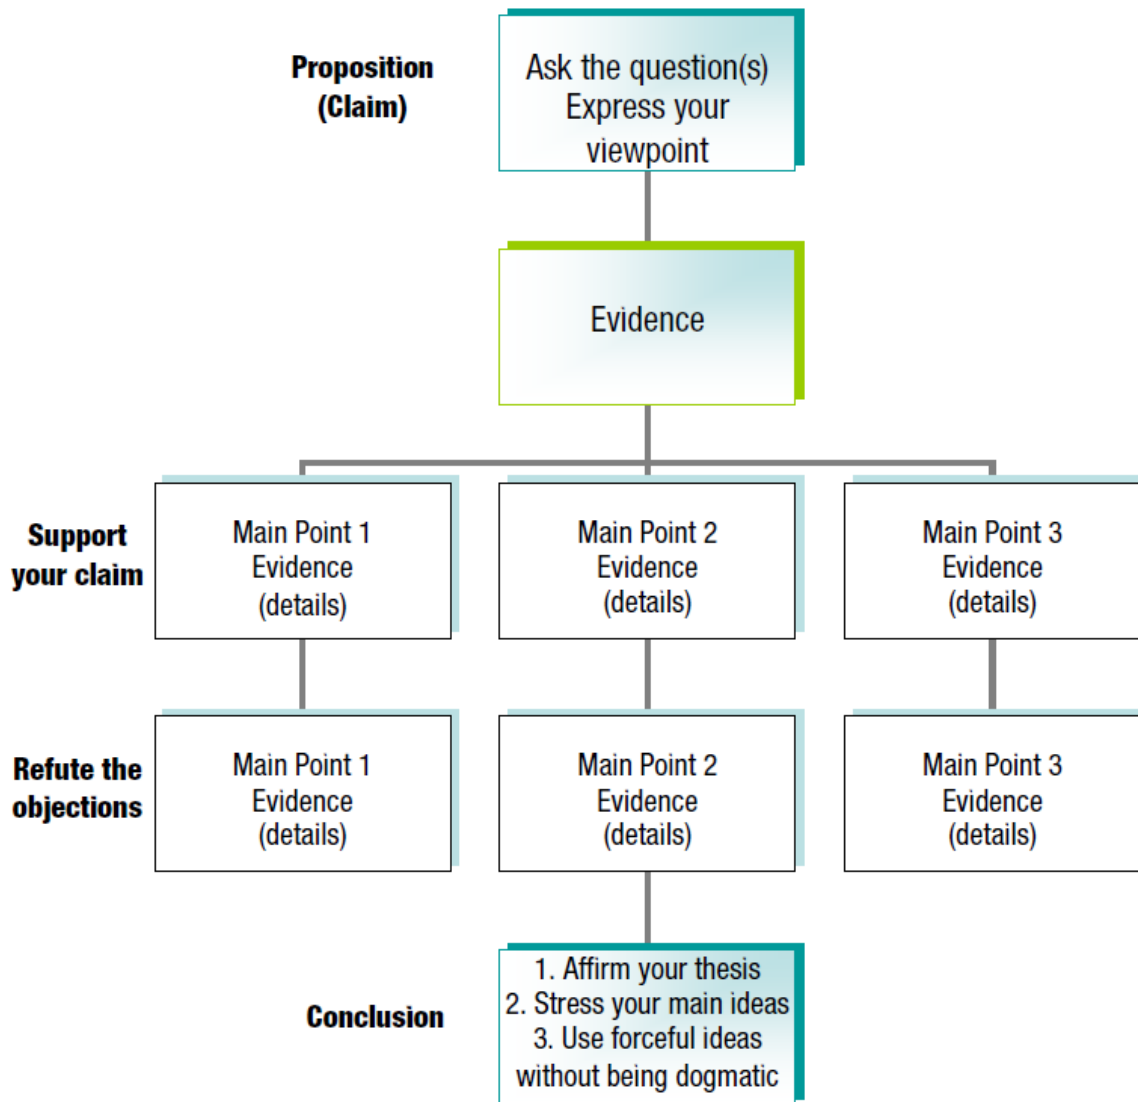 Proposition
(Claim)
Ask the question(s)
Express your
viewpoint
Evidence
Support
your claim
Main Point 1
Evidence
(details)
Main Point 2
Evidence
(details)
Main Point 3
Evidence
(details)
Refute the
objections
Main Point 1
Evidence
(details)
Main Point 2
Evidence
(details)
Main Point 3
Evidence
(details)
Conclusion
1. Affirm your thesis
2. Stress your main ideas
3. Use forceful ideas
without being dogmatic